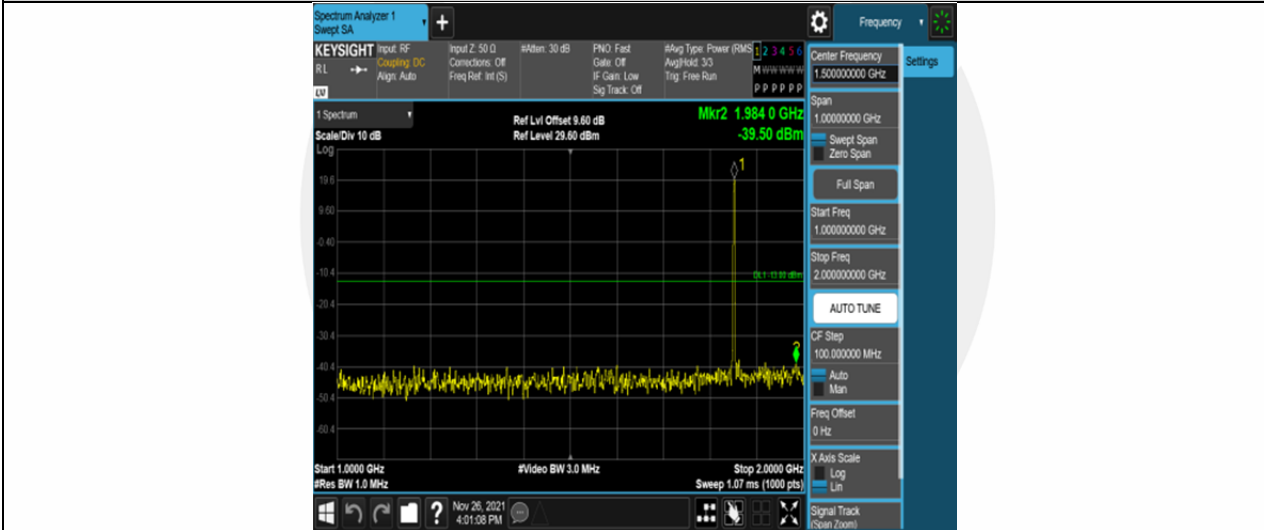 Spectrum Analyzer 1
Swept SA
Frequency
KEYSIGHT
RL
LV
Input: RF
Coupling: DC
Align: Auto
Input Z: 50 Ω
Corrections: Off
Freq Ref: Int (S)
#Atten: 30 dB
PNO: Fast
Gate: Off
IF Gain: Low
Sig Track: Off
#Avg Type: Power (RMS
Avg|Hold: 3/3
Trig: Free Run
1 2 3 4 5 6
M W W W W W
P P P P P P
1 Spectrum
Scale/Div 10 dB
Log
Ref Lvl Offset 9.60 dB
Ref Level 29.60 dBm
Mkr2 1.984 0 GHz
-39.50 dBm
1
19.6
9.60
-0.40
-10.4
DL1 -13.00 dBm
-20.4
-30.4
2
-40.4
-50.4
-60.4
Start 1.0000 GHz
#Res BW 1.0 MHz
#Video BW 3.0 MHz
Stop 2.0000 GHz
Sweep 1.07 ms (1000 pts)
?
Nov 26, 2021
4:01:08 PM
Center Frequency
1.500000000 GHz
Settings
Span
1.00000000 GHz
Swept Span
Zero Span
Full Span
Start Freq
1.000000000 GHz
Stop Freq
2.000000000 GHz
AUTO TUNE
CF Step
100.000000 MHz
Auto
Man
Freq Offset
0 Hz
X Axis Scale
Log
Lin
Signal Track
(Span Zoom)